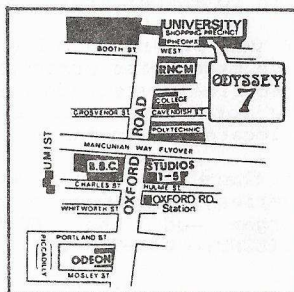 UNIVERSITY
SHOPPING PRECINCT
PHEONIX
BOOTH ST. WEST
RNCM
ODYSSEY
7
COLLEGE
GROSVENOR ST.
CAVENDISH ST.
POLYTECHNIC
ROAD
MANCUNIAN WAY FLYOVER
U.M.I.S.T
B.B.C.
STUDIOS
1-5
CHARLES ST
HULME ST.
OXFORD
OXFORD RD.
Station
WHITWORTH ST
PORTLAND ST
PICCADILLY
ODEON
MOSLEY ST